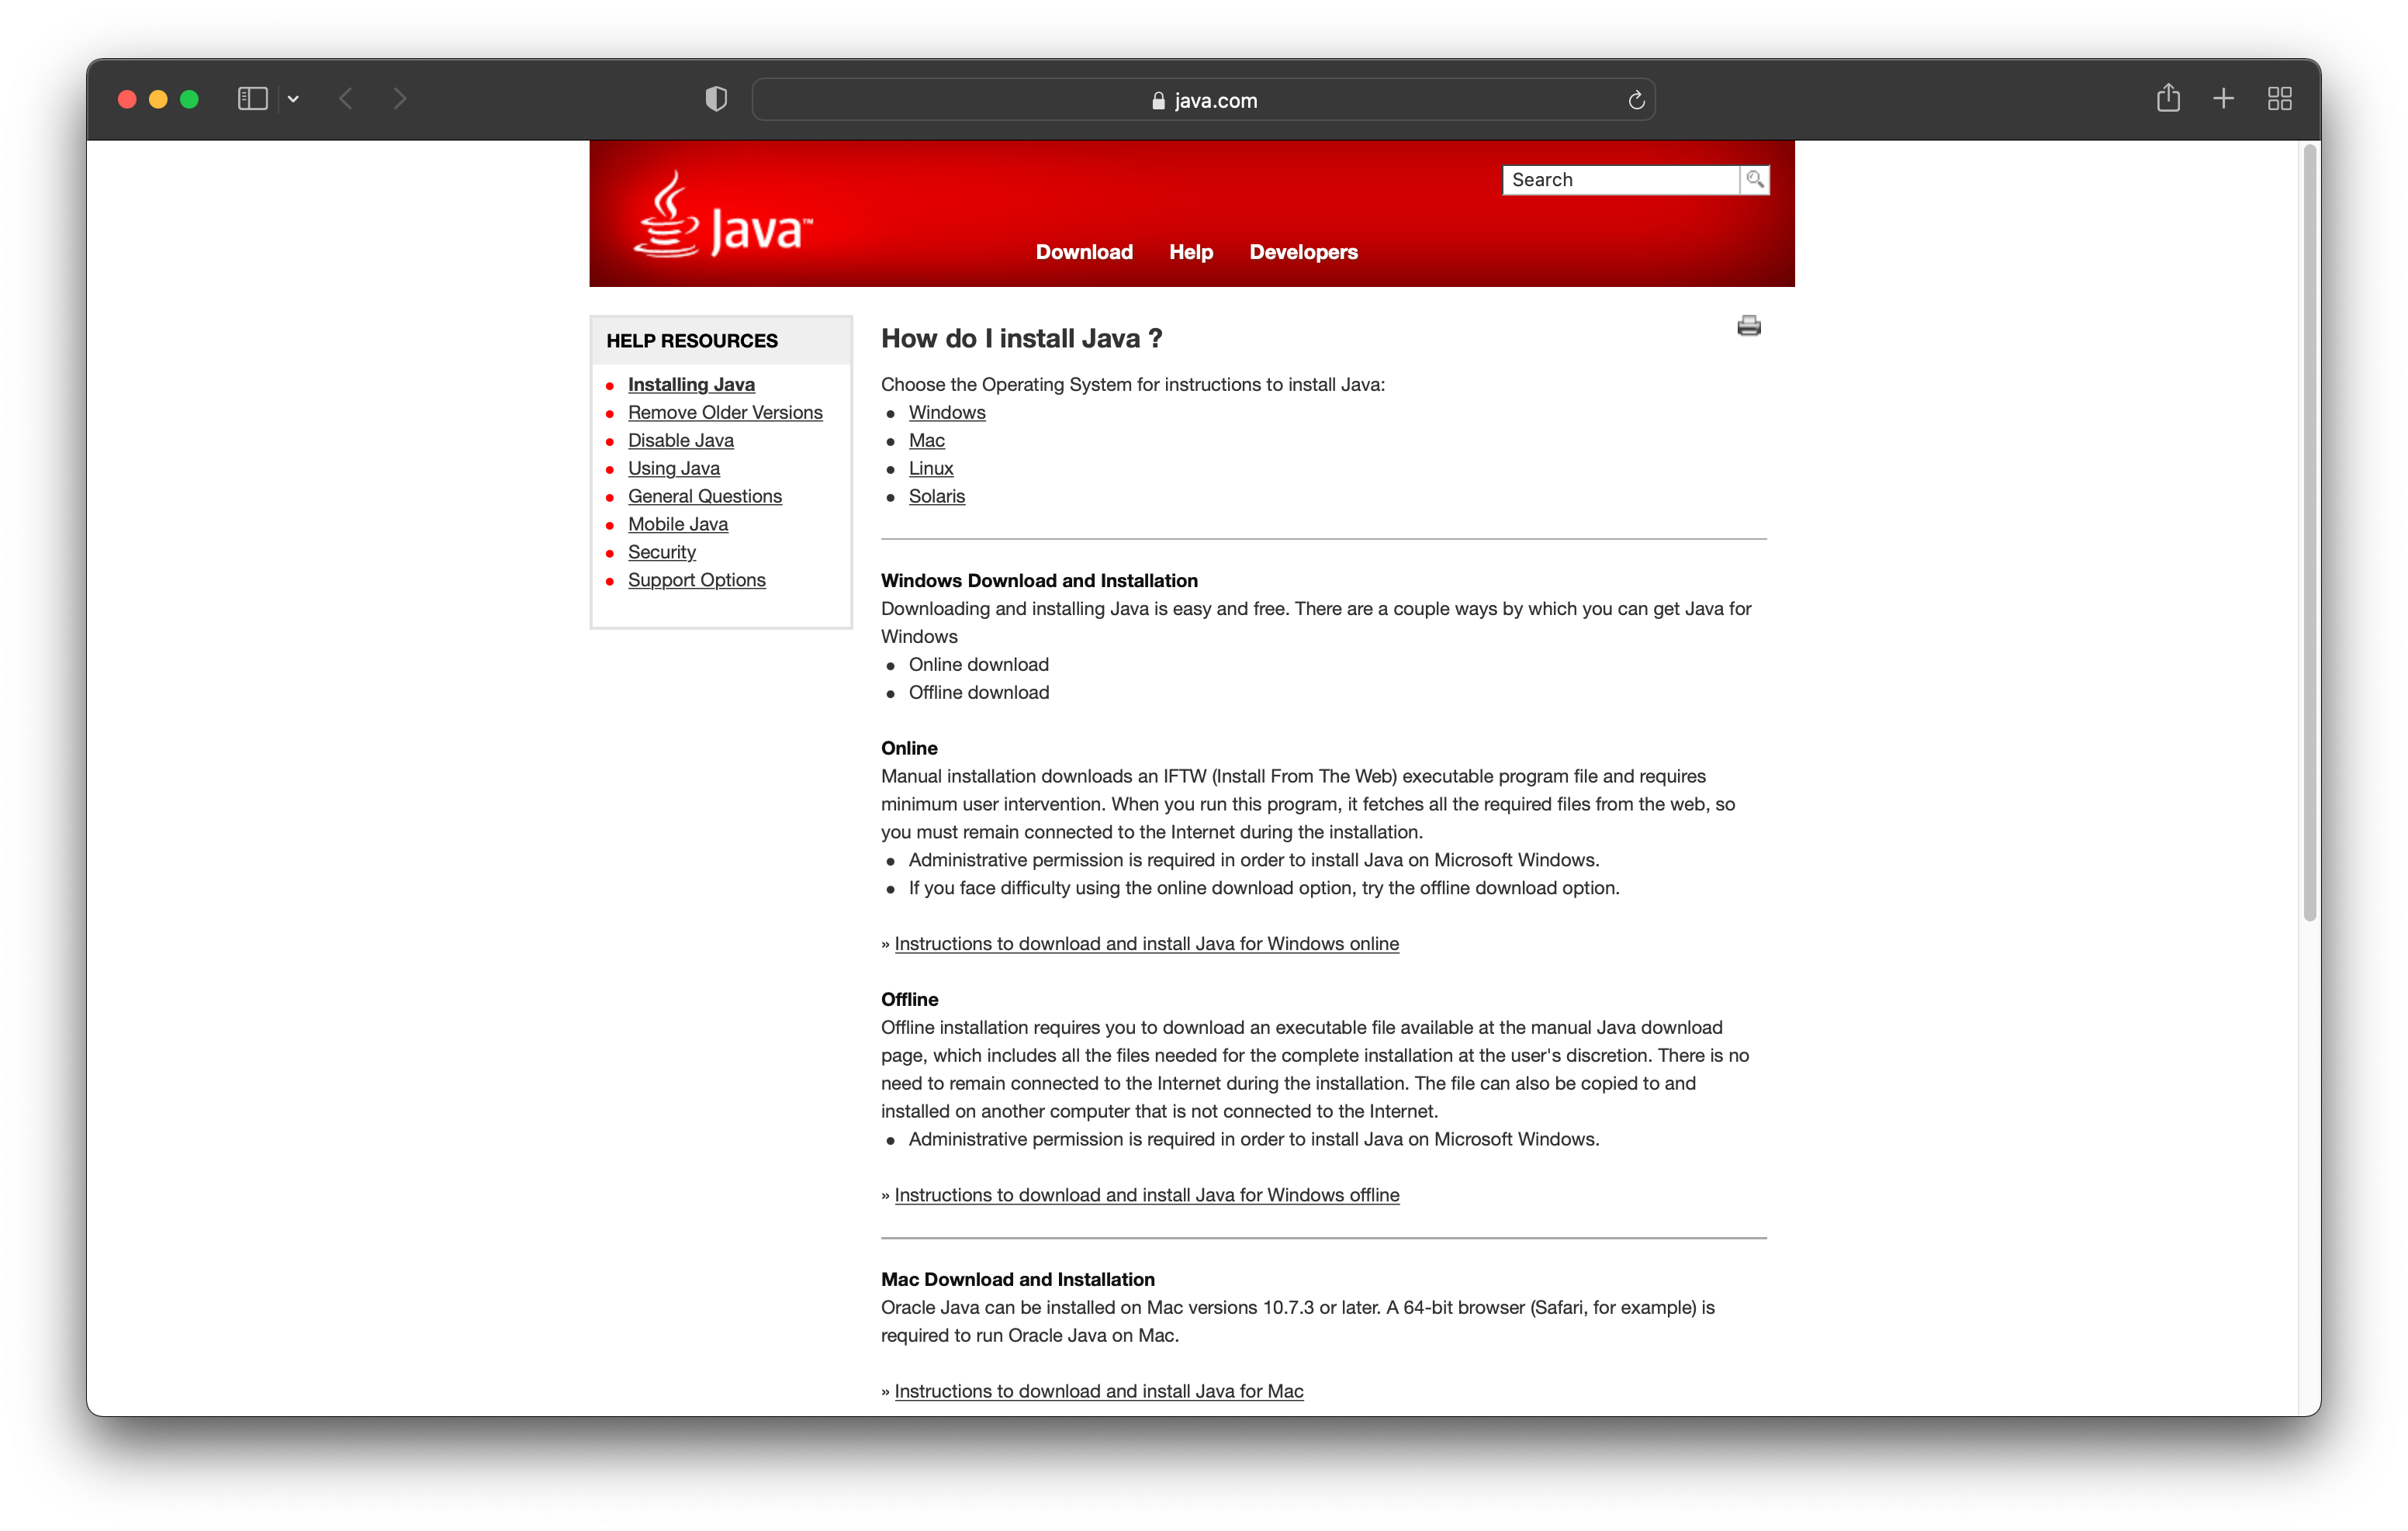 java.com
Java™
Search
Download Help Developers
HELP RESOURCES
Installing Java
Remove Older Versions
Disable Java
Using Java
General Questions
Mobile Java
Security
Support Options
How do I install Java ?
Choose the Operating System for instructions to install Java:
• Windows
• Mac
• Linux
• Solaris
Windows Download and Installation
Downloading and installing Java is easy and free. There are a couple ways by which you can get Java for
Windows
• Online download
• Offline download
Online
Manual installation downloads an IFTW (Install From The Web) executable program file and requires
minimum user intervention. When you run this program, it fetches all the required files from the web, so
you must remain connected to the Internet during the installation.
• Administrative permission is required in order to install Java on Microsoft Windows.
• If you face difficulty using the online download option, try the offline download option.
» Instructions to download and install Java for Windows online
Offline
Offline installation requires you to download an executable file available at the manual Java download
page, which includes all the files needed for the complete installation at the user's discretion. There is no
need to remain connected to the Internet during the installation. The file can also be copied to and
installed on another computer that is not connected to the Internet.
• Administrative permission is required in order to install Java on Microsoft Windows.
» Instructions to download and install Java for Windows offline
Mac Download and Installation
Oracle Java can be installed on Mac versions 10.7.3 or later. A 64-bit browser (Safari, for example) is
required to run Oracle Java on Mac.
» Instructions to download and install Java for Mac